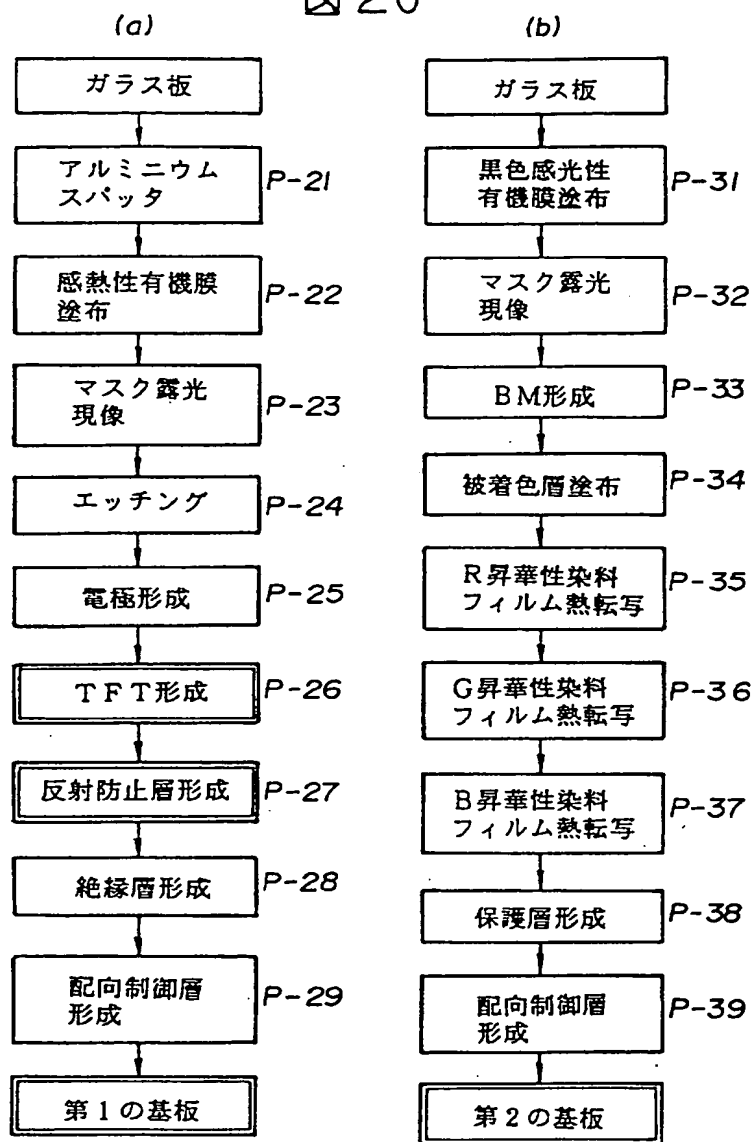 図20
(a)
ガラス板
アルミニウム
スパッタ
P-21
感熱性有機膜
塗布
P-22
マスク露光
現像
P-23
エッチング
P-24
電極形成
P-25
TFT形成
P-26
反射防止層形成
P-27
絶縁層形成
P-28
配向制御層
形成
P-29
第1の基板
(b)
ガラス板
黒色感光性
有機膜塗布
P-31
マスク露光
現像
P-32
BM形成
P-33
被着色層塗布
P-34
R昇華性染料
フィルム熱転写
P-35
G昇華性染料
フィルム熱転写
P-36
B昇華性染料
フィルム熱転写
P-37
保護層形成
P-38
配向制御層
形成
P-39
第2の基板